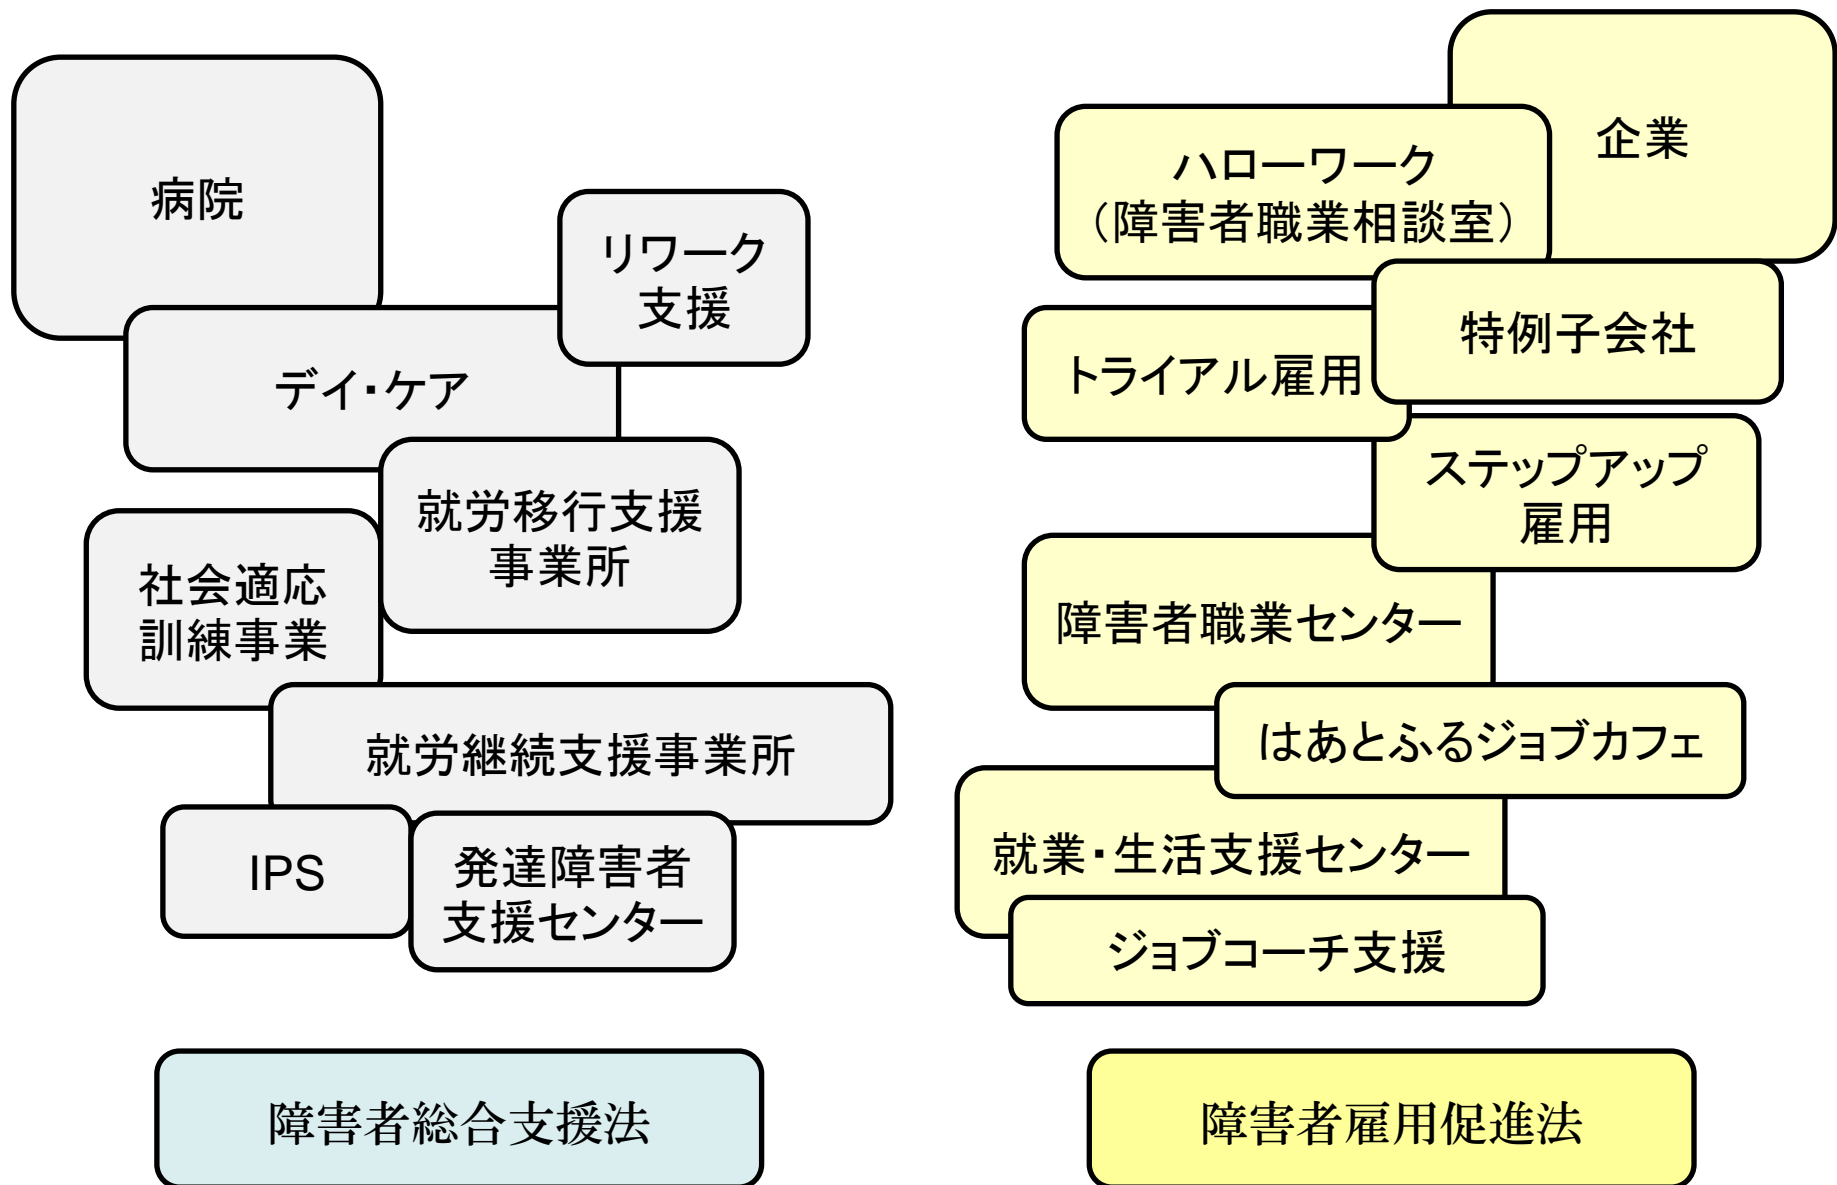 病院
リワーク
支援
デイ・ケア
就労移行支援
事業所
社会適応
訓練事業
就労継続支援事業所
IPS
発達障害者
支援センター
障害者総合支援法
企業
ハローワーク
（障害者職業相談室）
特例子会社
トライアル雇用
ステップアップ
雇用
障害者職業センター
はあとふるジョブカフェ
就業・生活支援センター
ジョブコーチ支援
障害者雇用促進法